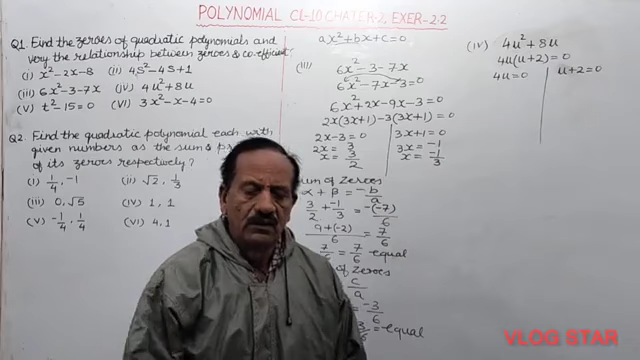 POLYNOMIAL CL-10 CHATER-2, EXER-2.2
Q1. Find the zeroes of quadratic polynomials and
very the relationship between zeroes & co-efficient
(i) x²-2x-8 (ii) 4s²-4s+1
(iii) 6x²-3-7x (iv) 4u²+8u
(v) t²-15=0 (vi) 3x²-x-4=0
Q2. Find the quadratic polynomial each with
given numbers as the sum & pr
of its zeros respectively?
(i) 1/4, -1 (ii) √2, 1/3
(iii) 0, √5 (iv) 1, 1
(v) -1/4, 1/4 (vi) 4, 1
ax²+bx+c=0
(iii) 6x²-3-7x
6x²-7x-3=0
6x²+2x-9x-3=0
2x(3x+1)-3(3x+1)=0
2x-3=0 3x+1=0
2x=3 3x=-1
x=3/2 x=-1/3
um of zeroes
α+β=-b/a
3/2+-1/3=-(-7)/6
9+(-2)/6=7/6
7/6=7/6 equal
of zeroes
c/a
=-3/6
=equal
(iv) 4u²+8u
4u(u+2)=0
4u=0 u+2=0
VLOG STAR